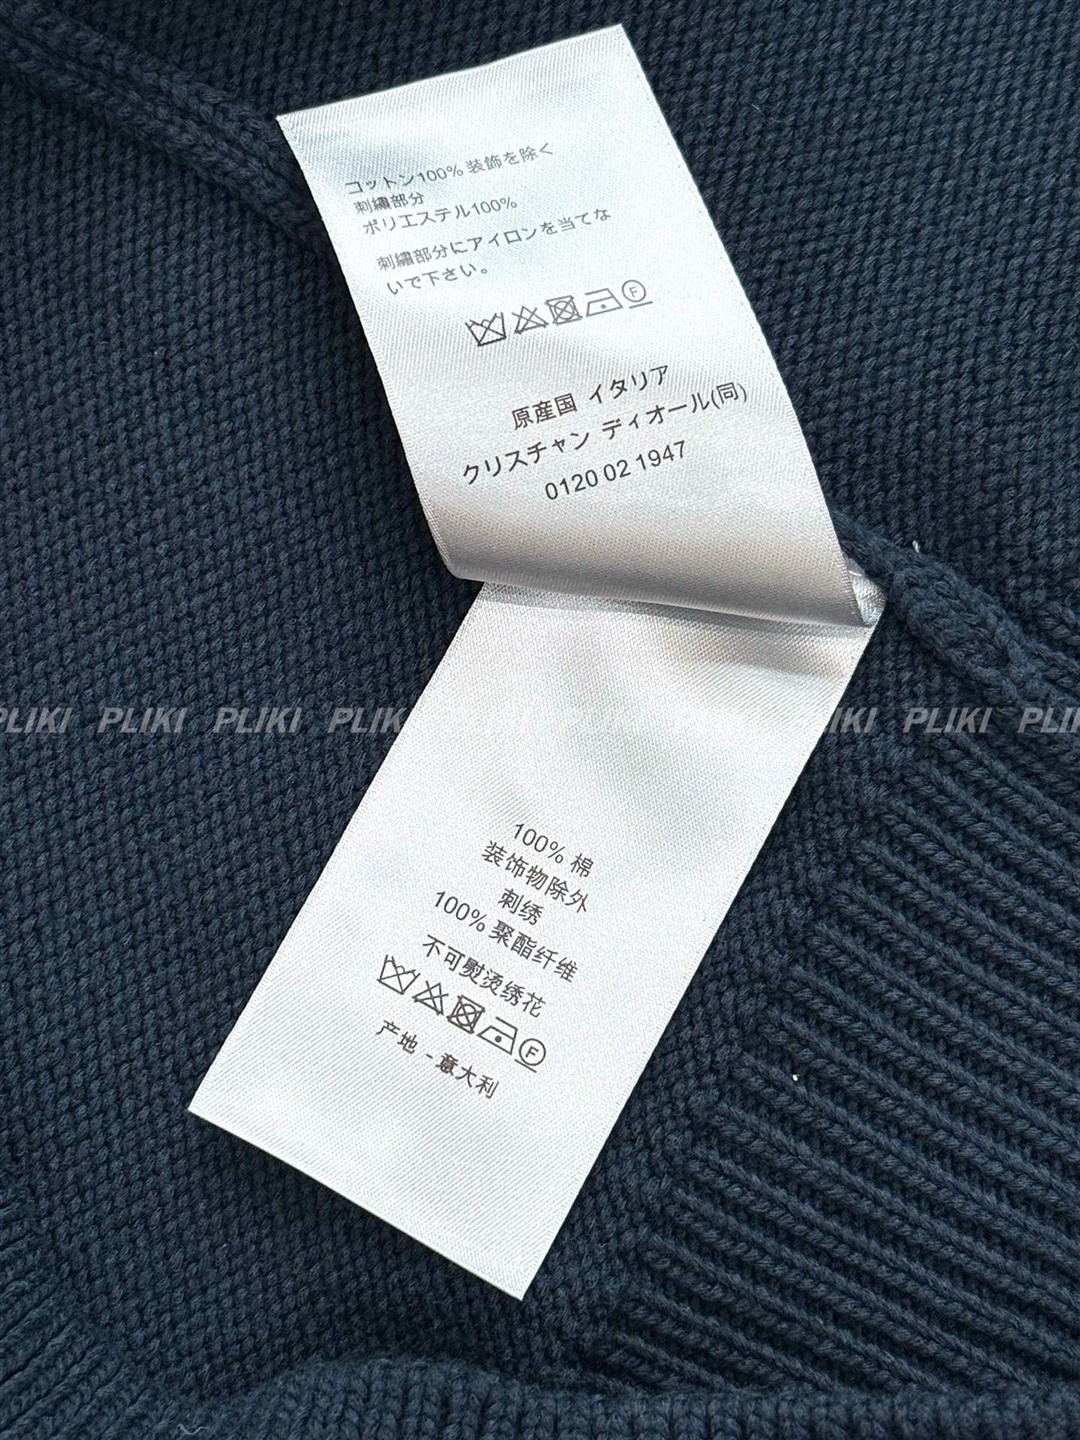 コットン100% 装飾を除く
刺繍部分
ポリエステル100%
刺繍部分にアイロンを当てな
いで下さい。
F
原産国 イタリア
クリスチャン ディオール(同)
0120 02 1947
PLIKI PLIKI PLIKI PLIKI PLIKI PLIKI PLIKI PLIKI PLIKI PLI
100% 棉
装饰物除外
刺绣
100% 聚酯纤维
不可熨烫绣花
F
产地 - 意大利